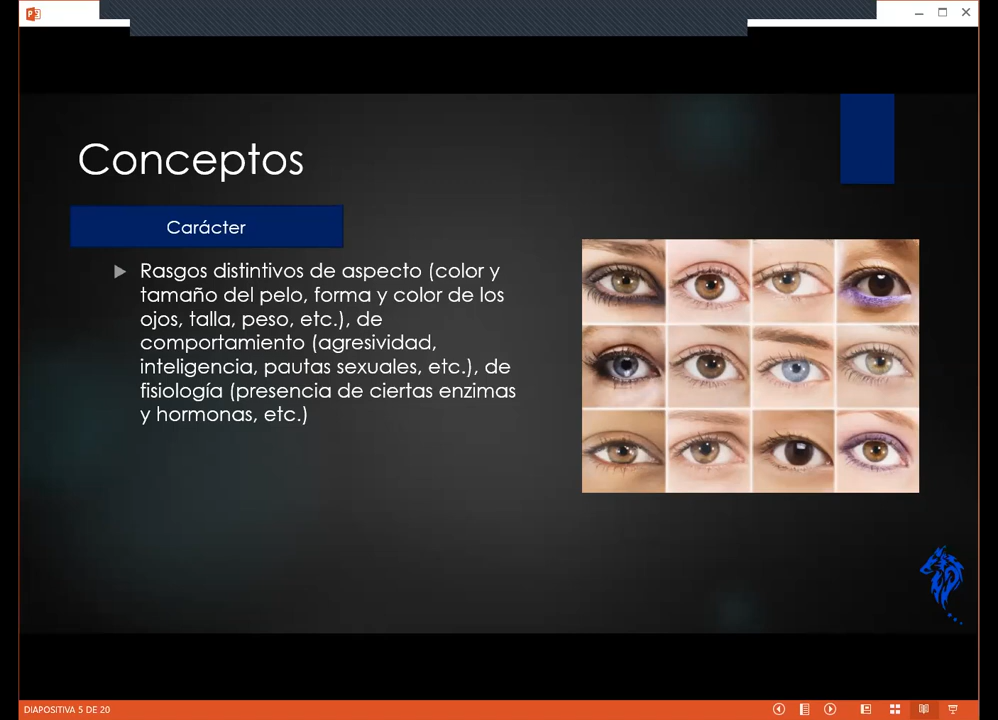 Conceptos
Carácter
Rasgos distintivos de aspecto (color y
tamaño del pelo, forma y color de los
ojos, talla, peso, etc.), de
comportamiento (agresividad,
inteligencia, pautas sexuales, etc.), de
fisiología (presencia de ciertas enzimas
y hormonas, etc.)
DIAPOSITIVA 5 DE 20